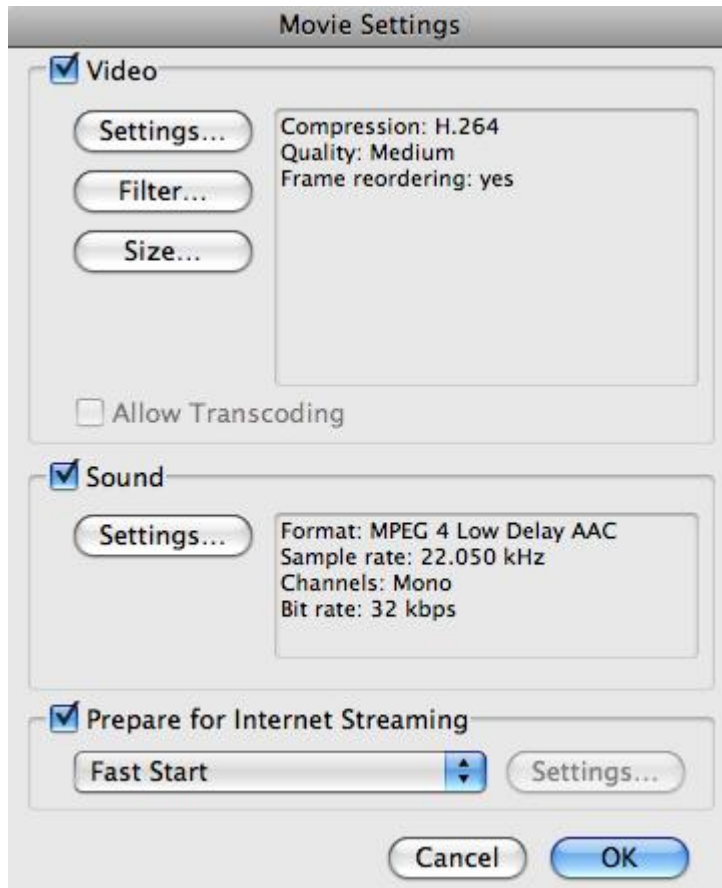 Movie Settings
Video
Settings...
Filter...
Size...
Compression: H.264
Quality: Medium
Frame reordering: yes
Allow Transcoding
Sound
Settings...
Format: MPEG 4 Low Delay AAC
Sample rate: 22.050 kHz
Channels: Mono
Bit rate: 32 kbps
Prepare for Internet Streaming
Fast Start
Settings...
Cancel
OK